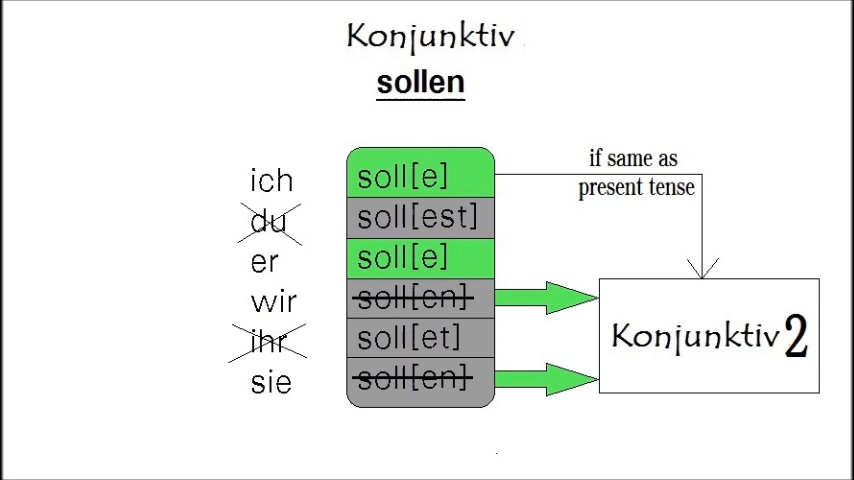 Konjunktiv
sollen
if same as
present tense
ich soll[e]
du soll[est]
er soll[e]
wir soll[en]
ihr soll[et]
sie soll[en]
Konjunktiv 2